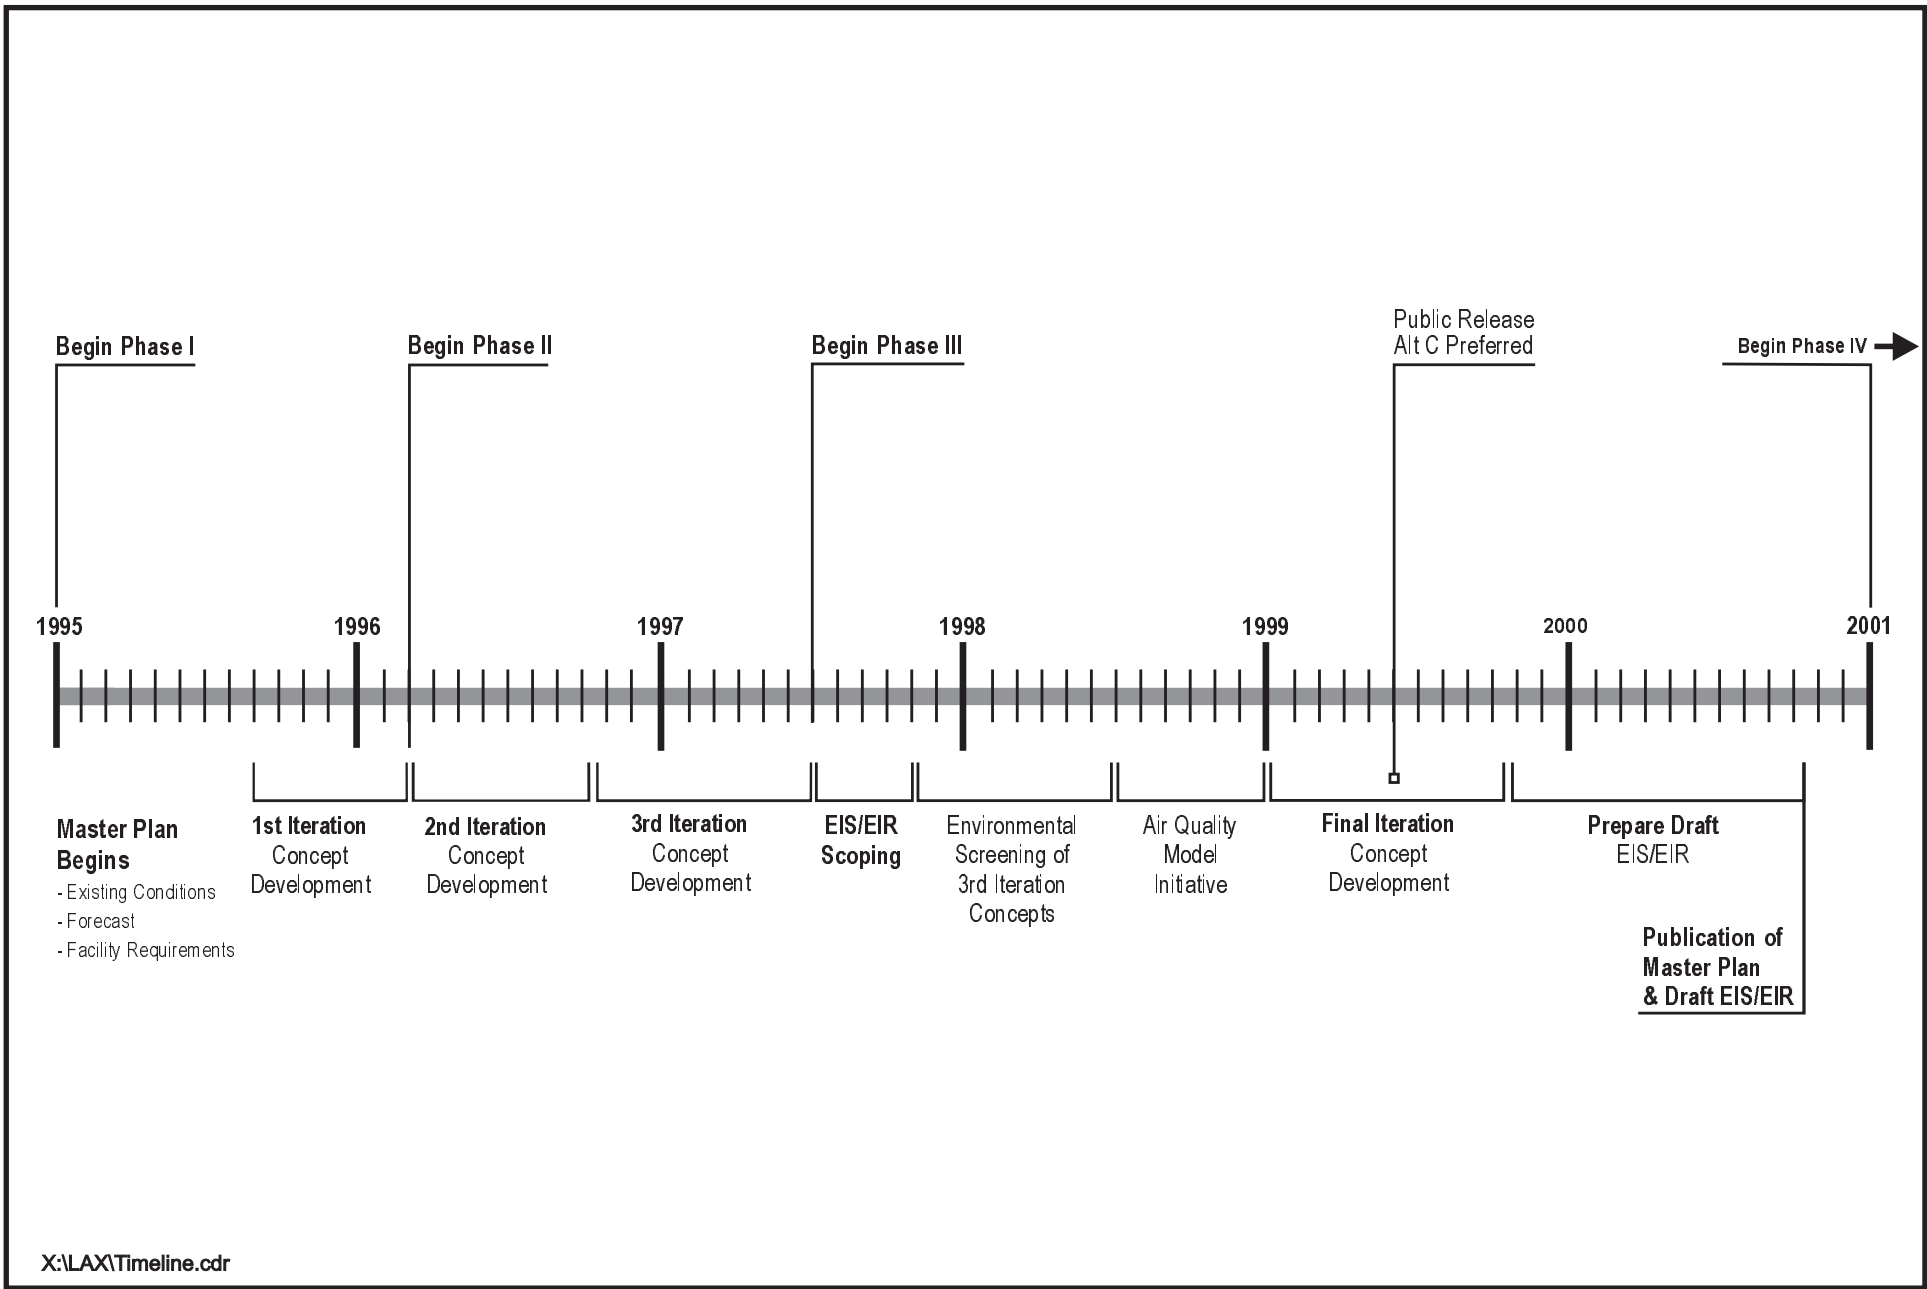 Begin Phase I
Begin Phase II
Begin Phase III
Public Release
Alt C Preferred
Begin Phase IV
1995
1996
1997
1998
1999
2000
2001
Master Plan
Begins
- Existing Conditions
- Forecast
- Facility Requirements
1st Iteration
Concept
Development
2nd Iteration
Concept
Development
3rd Iteration
Concept
Development
EIS/EIR
Scoping
Environmental
Screening of
3rd Iteration
Concepts
Air Quality
Model
Initiative
Final Iteration
Concept
Development
Prepare Draft
EIS/EIR
Publication of
Master Plan
& Draft EIS/EIR
X:\LAX\Timeline.cdr